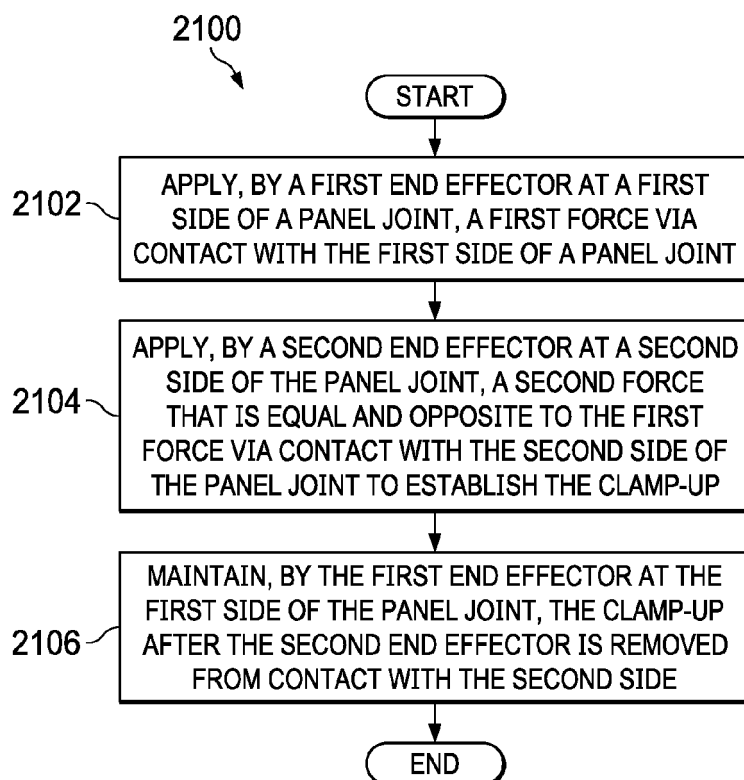 2100
START
2102
APPLY, BY A FIRST END EFFECTOR AT A FIRST
SIDE OF A PANEL JOINT, A FIRST FORCE VIA
CONTACT WITH THE FIRST SIDE OF A PANEL JOINT
2104
APPLY, BY A SECOND END EFFECTOR AT A SECOND
SIDE OF THE PANEL JOINT, A SECOND FORCE
THAT IS EQUAL AND OPPOSITE TO THE FIRST
FORCE VIA CONTACT WITH THE SECOND SIDE OF
THE PANEL JOINT TO ESTABLISH THE CLAMP-UP
2106
MAINTAIN, BY THE FIRST END EFFECTOR AT THE
FIRST SIDE OF THE PANEL JOINT, THE CLAMP-UP
AFTER THE SECOND END EFFECTOR IS REMOVED
FROM CONTACT WITH THE SECOND SIDE
END